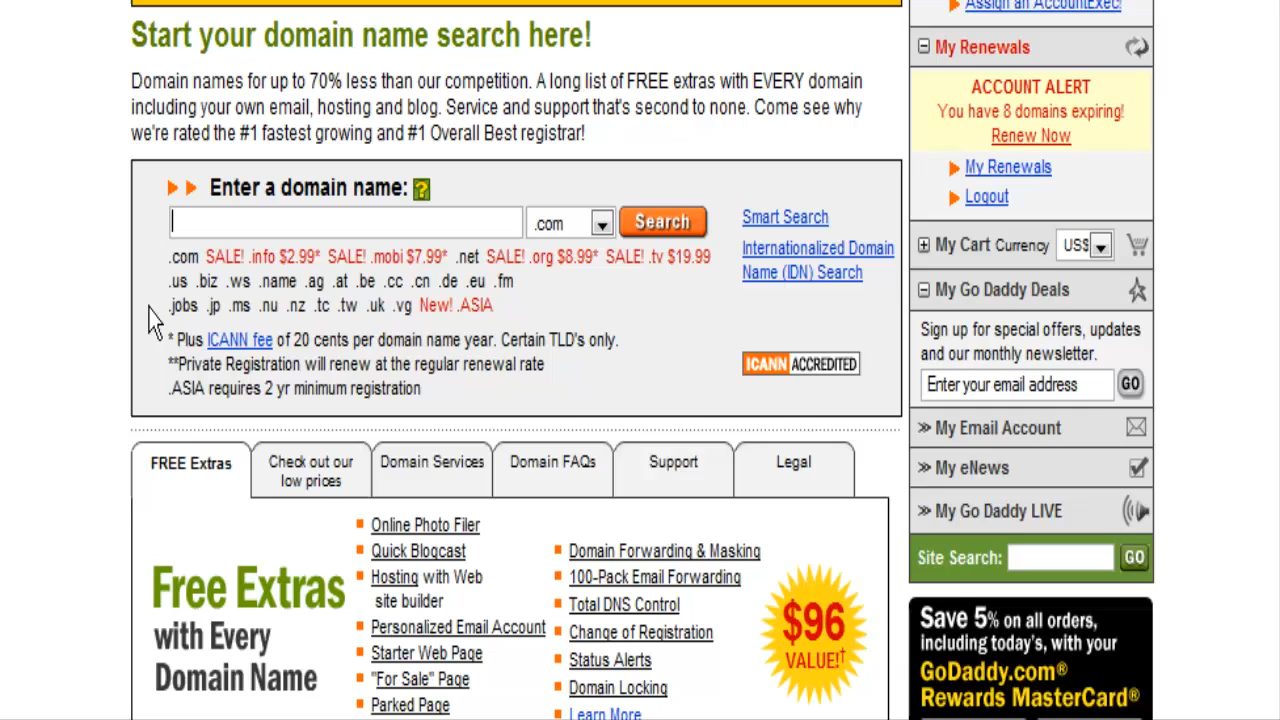 Start your domain name search here!
Domain names for up to 70% less than our competition. A long list of FREE extras with EVERY domain
including your own email, hosting and blog. Service and support that's second to none. Come see why
we're rated the #1 fastest growing and #1 Overall Best registrar!
Enter a domain name: ?
.com Search
Smart Search
Internationalized Domain
Name (IDN) Search
.com SALE! .info $2.99* SALE! .mobi $7.99* .net SALE! .org $8.99* SALE! .tv $19.99
.us .biz .ws .name .ag .at .be .cc .cn .de .eu .fm
.jobs .jp .ms .nu .nz .tc .tw .uk .vg New! .ASIA
* Plus ICANN fee of 20 cents per domain name year. Certain TLD's only.
**Private Registration will renew at the regular renewal rate
.ASIA requires 2 yr minimum registration
ICANN ACCREDITED
FREE Extras
Check out our
low prices
Domain Services
Domain FAQs
Support
Legal
Free Extras
with Every
Domain Name
Online Photo Filer
Quick Blogcast
Hosting with Web
site builder
Personalized Email Account
Starter Web Page
"For Sale" Page
Parked Page
Domain Forwarding & Masking
100-Pack Email Forwarding
Total DNS Control
Change of Registration
Status Alerts
Domain Locking
Learn More
$96
VALUE!†
Assign an AccountExec!
My Renewals
ACCOUNT ALERT
You have 8 domains expiring!
Renew Now
My Renewals
Logout
My Cart Currency US$
My Go Daddy Deals
Sign up for special offers, updates
and our monthly newsletter.
Enter your email address GO
My Email Account
My eNews
My Go Daddy LIVE
Site Search: GO
Save 5% on all orders,
including today's, with your
GoDaddy.com®
Rewards MasterCard®